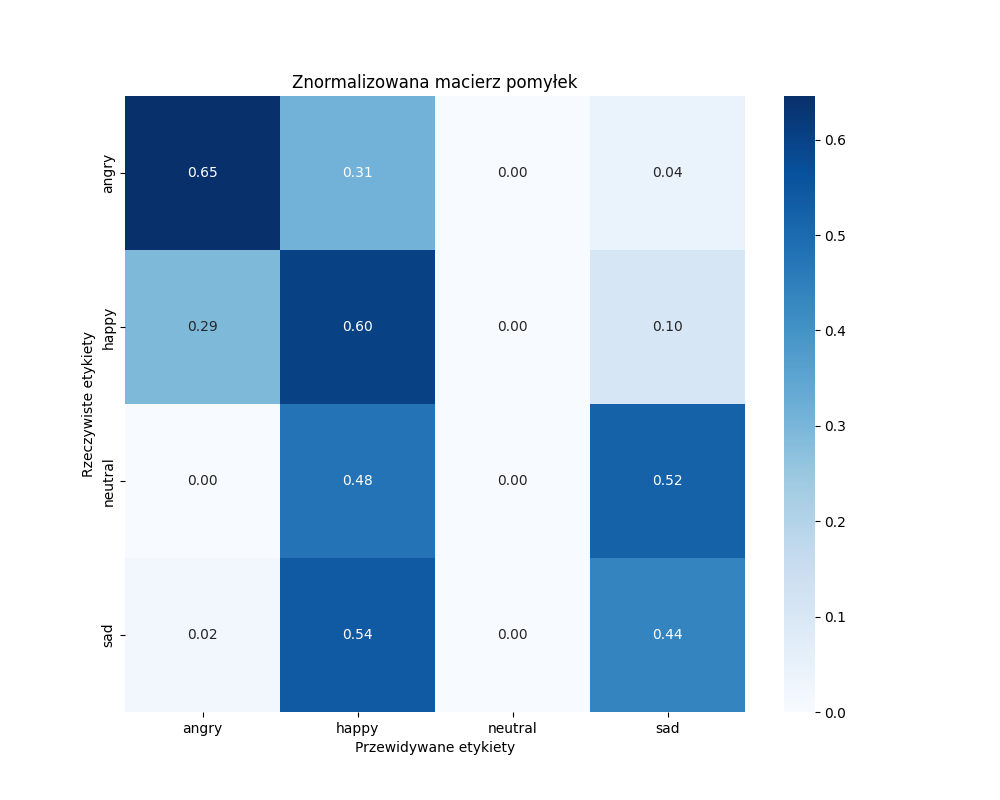 Znormalizowana macierz pomyłek
angry 0.65 0.31 0.00 0.04
happy 0.29 0.60 0.00 0.10
neutral 0.00 0.48 0.00 0.52
sad 0.02 0.54 0.00 0.44
angry happy neutral sad
Przewidywane etykiety
Rzeczywiste etykiety
0.6
0.5
0.4
0.3
0.2
0.1
0.0